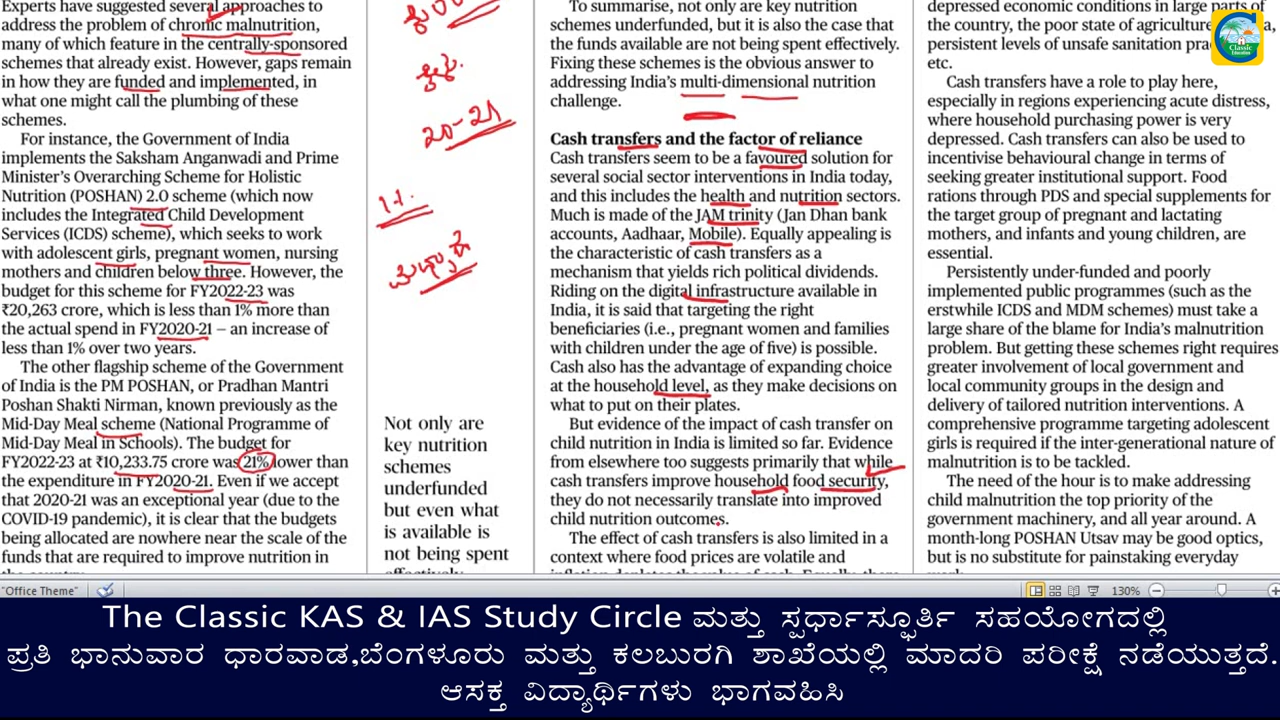 Experts have suggested several approaches to
address the problem of chronic malnutrition,
many of which feature in the centrally-sponsored
schemes that already exist. However, gaps remain
in how they are funded and implemented, in
what one might call the plumbing of these
schemes.
For instance, the Government of India
implements the Saksham Anganwadi and Prime
Minister's Overarching Scheme for Holistic
Nutrition (POSHAN) 2.0 scheme (which now
includes the Integrated Child Development
Services (ICDS) scheme), which seeks to work
with adolescent girls, pregnant women, nursing
mothers and children below three. However, the
budget for this scheme for FY2022-23 was
₹20,263 crore, which is less than 1% more than
the actual spend in FY2020-21 – an increase of
less than 1% over two years.
The other flagship scheme of the Government
of India is the PM POSHAN, or Pradhan Mantri
Poshan Shakti Nirman, known previously as the
Mid-Day Meal scheme (National Programme of
Mid-Day Meal in Schools). The budget for
FY2022-23 at ₹10,233.75 crore was 21% lower than
the expenditure in FY2020-21. Even if we accept
that 2020-21 was an exceptional year (due to the
COVID-19 pandemic), it is clear that the budgets
being allocated are nowhere near the scale of the
funds that are required to improve nutrition in
20-21
Not only are
key nutrition
schemes
underfunded
but even what
is available is
not being spent
effectively
To summarise, not only are key nutrition
schemes underfunded, but it is also the case that
the funds available are not being spent effectively.
Fixing these schemes is the obvious answer to
addressing India's multi-dimensional nutrition
challenge.
Cash transfers and the factor of reliance
Cash transfers seem to be a favoured solution for
several social sector interventions in India today,
and this includes the health and nutrition sectors.
Much is made of the JAM trinity (Jan Dhan bank
accounts, Aadhaar, Mobile). Equally appealing is
the characteristic of cash transfers as a
mechanism that yields rich political dividends.
Riding on the digital infrastructure available in
India, it is said that targeting the right
beneficiaries (i.e., pregnant women and families
with children under the age of five) is possible.
Cash also has the advantage of expanding choice
at the household level, as they make decisions on
what to put on their plates.
But evidence of the impact of cash transfer on
child nutrition in India is limited so far. Evidence
from elsewhere too suggests primarily that while
cash transfers improve household food security,
they do not necessarily translate into improved
child nutrition outcomes.
The effect of cash transfers is also limited in a
context where food prices are volatile and
depressed economic conditions in large parts of
the country, the poor state of agriculture
persistent levels of unsafe sanitation
etc.
Cash transfers have a role to play here,
especially in regions experiencing acute distress,
where household purchasing power is very
depressed. Cash transfers can also be used to
incentivise behavioural change in terms of
seeking greater institutional support. Food
rations through PDS and special supplements for
the target group of pregnant and lactating
mothers, and infants and young children, are
essential.
Persistently under-funded and poorly
implemented public programmes (such as the
erstwhile ICDS and MDM schemes) must take a
large share of the blame for India's malnutrition
problem. But getting these schemes right requires
greater involvement of local government and
local community groups in the design and
delivery of tailored nutrition interventions. A
comprehensive programme targeting adolescent
girls is required if the inter-generational nature of
malnutrition is to be tackled.
The need of the hour is to make addressing
child malnutrition the top priority of the
government machinery, and all year around. A
month-long POSHAN Utsav may be good optics,
but is no substitute for painstaking everyday
Classic
Education
"Office Theme"
130%
The Classic KAS & IAS Study Circle ಮತ್ತು ಸ್ಪರ್ಧಾಸ್ಫೂರ್ತಿ ಸಹಯೋಗದಲ್ಲಿ
ಪ್ರತಿ ಭಾನುವಾರ ಧಾರವಾಡ,ಬೆಂಗಳೂರು ಮತ್ತು ಕಲಬುರಗಿ ಶಾಖೆಯಲ್ಲಿ ಮಾದರಿ ಪರೀಕ್ಷೆ ನಡೆಯುತ್ತದೆ.
ಆಸಕ್ತ ವಿದ್ಯಾರ್ಥಿಗಳು ಭಾಗವಹಿಸಿ